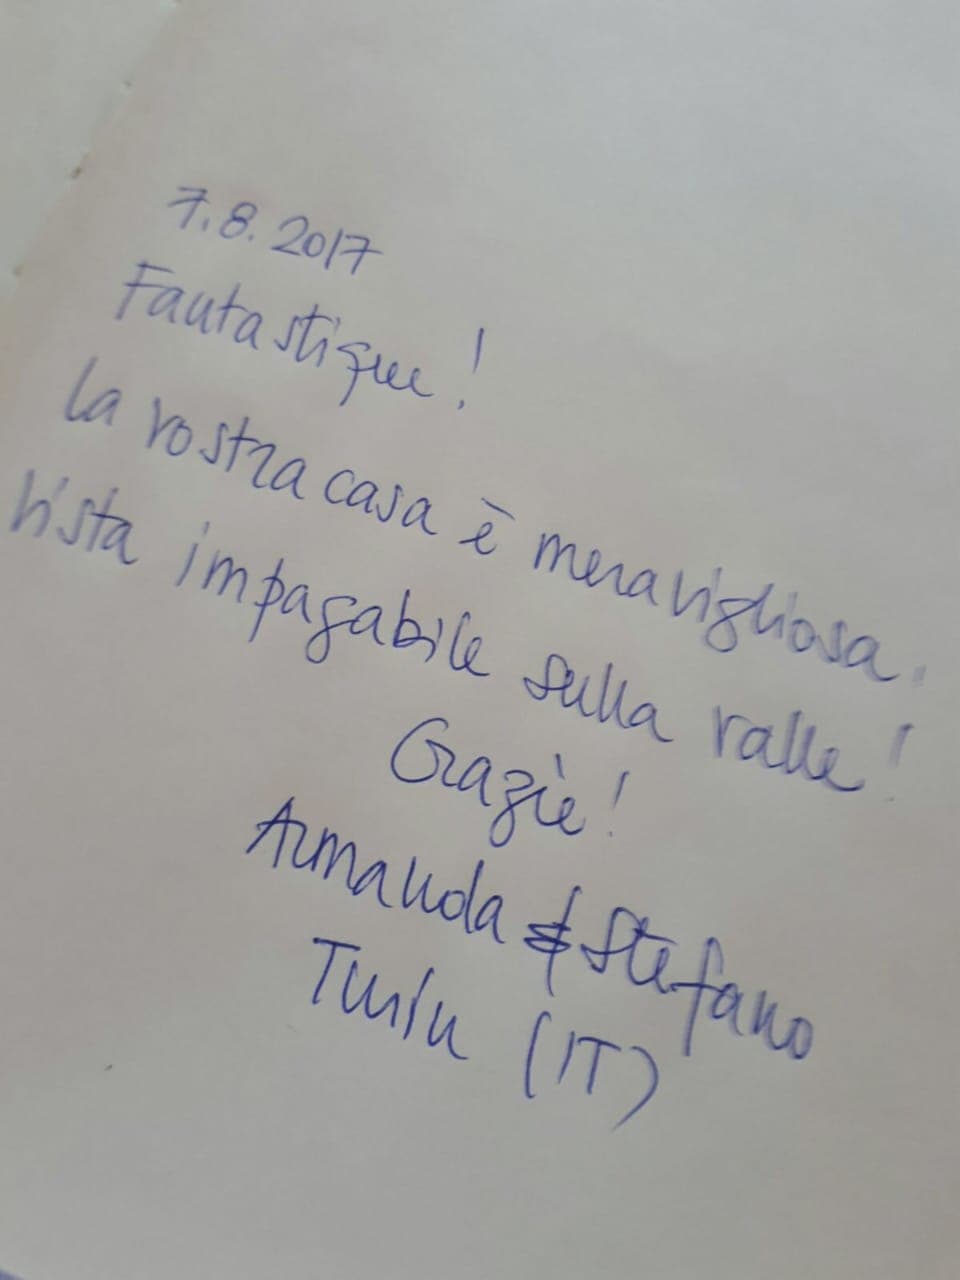 7.8.2017
Fantastique!
La vostra casa è meravigliosa.
Vista impagabile sulla valle!
Grazie!
Armanda & Stefano
Turin (IT)